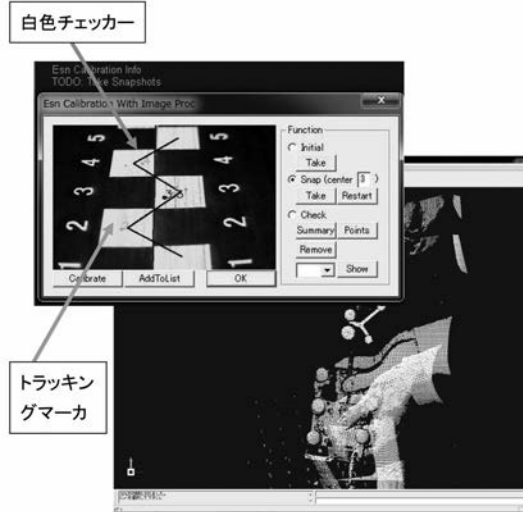 白色チェッカー
Esn Calibration Info
TODO: Take Snapshots
Esn Calibration With Image Proc
5
4
3
2
1
5
4
3
2
1
Function
Initial
Take
Snap (center 3 )
Take Restart
Check
Summary Points
Remove
Show
Calibrate AddToList OK
トラッキン
グマーカ